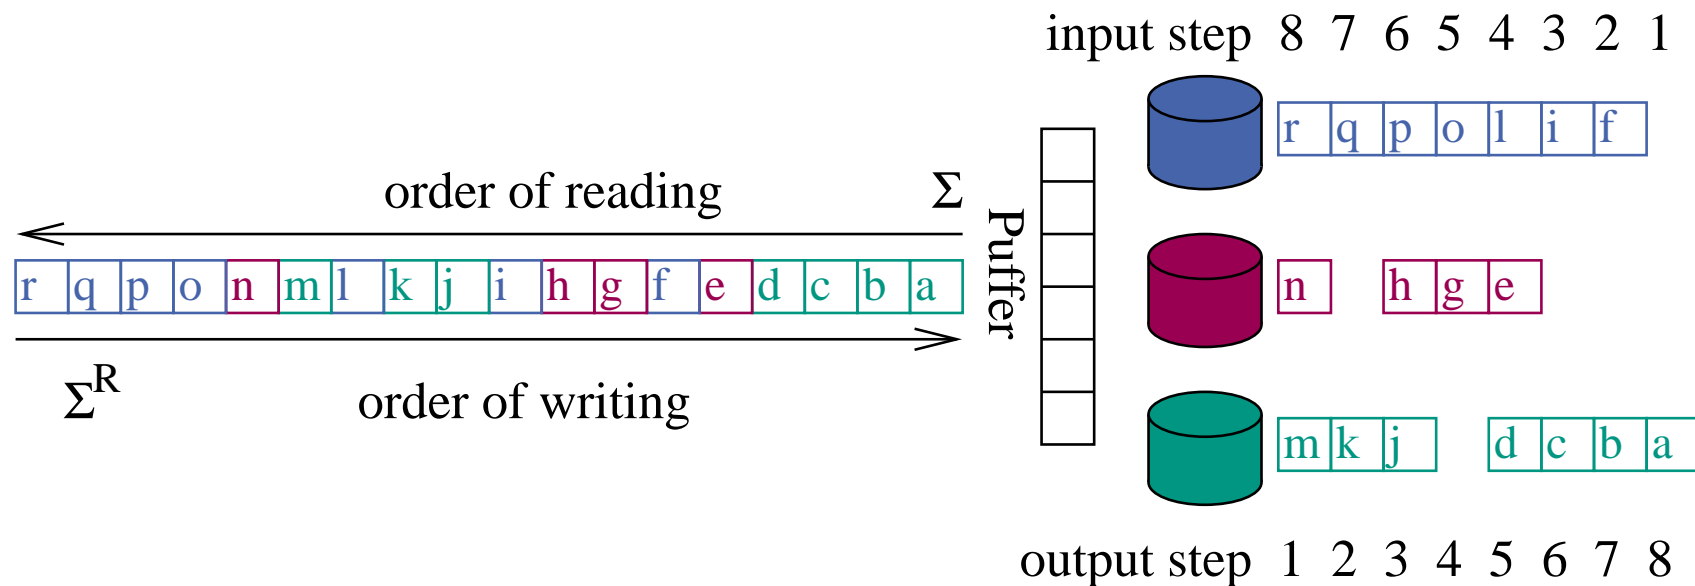 input step 8 7 6 5 4 3 2 1
r q p o l i f
order of reading Σ
Puffer
r q p o n m l k j i h g f e d c b a
n h g e
Σ^R order of writing
m k j d c b a
output step 1 2 3 4 5 6 7 8